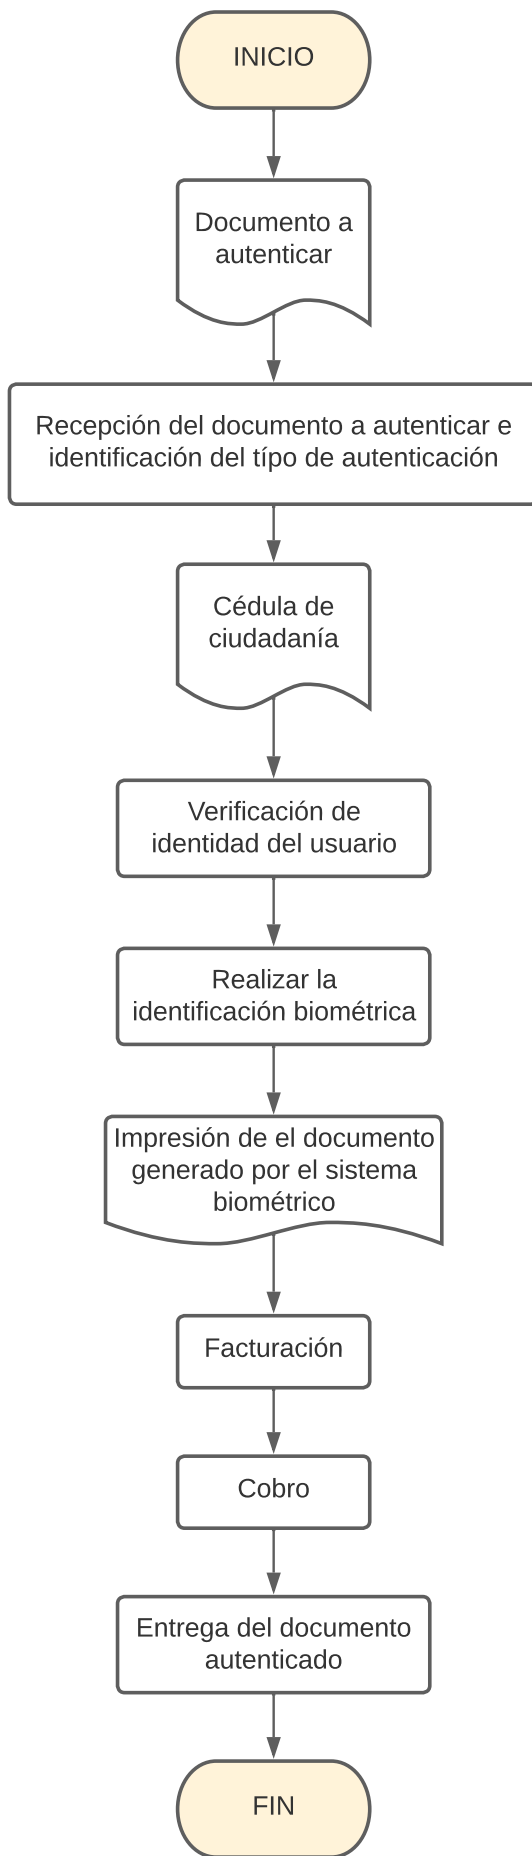 INICIO
Documento a
autenticar
Recepción del documento a autenticar e
identificación del típo de autenticación
Cédula de
ciudadanía
Verificación de
identidad del usuario
Realizar la
identificación biométrica
Impresión de el documento
generado por el sistema
biométrico
Facturación
Cobro
Entrega del documento
autenticado
FIN